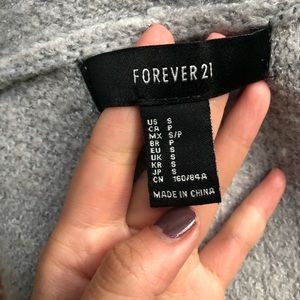 FOREVER 21
US S
CA P
MX S/P
BR P
EU S
UK S
KR S
JP S
CN 160/84A
MADE IN CHINA